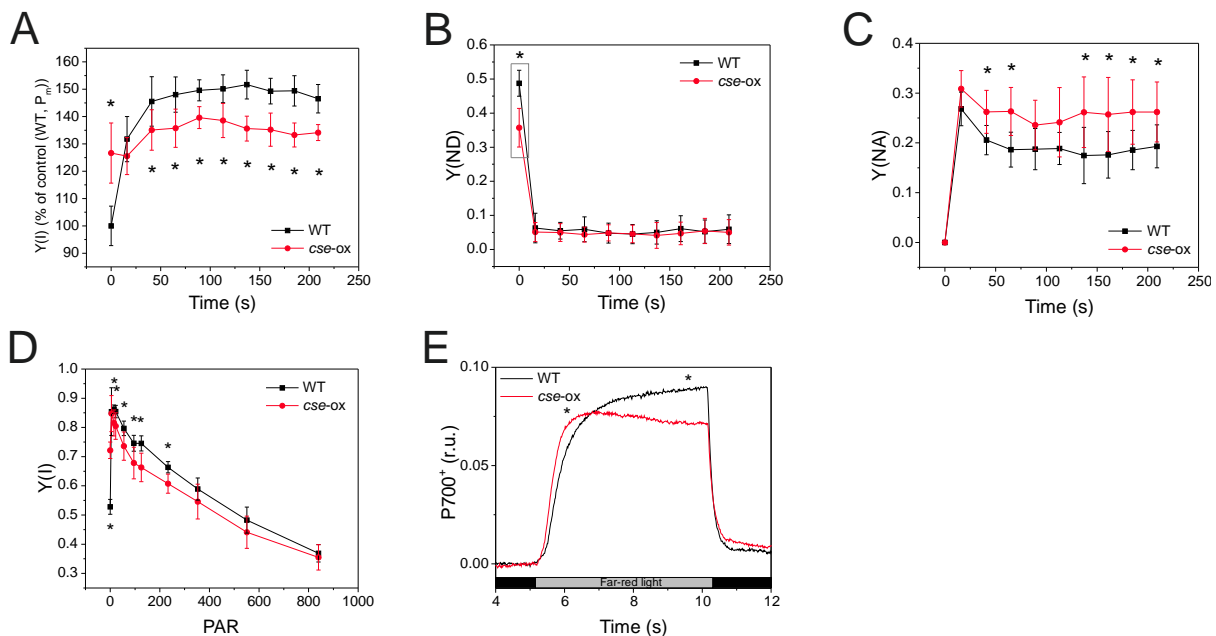 A
Y(I) (% of control (WT, Pm))
160
150
140
130
120
110
100
90
*
* * * * * * * *
WT
cse-ox
0 50 100 150 200 250
Time (s)
B
Y(ND)
0.6
0.5
0.4
0.3
0.2
0.1
0.0
*
WT
cse-ox
0 50 100 150 200 250
Time (s)
C
Y(NA)
0.4
0.3
0.2
0.1
0.0
* * * * * *
WT
cse-ox
0 50 100 150 200 250
Time (s)
D
Y(I)
1.0
0.9
0.8
0.7
0.6
0.5
0.4
0.3
* * * * * *
*
WT
cse-ox
0 200 400 600 800 1000
PAR
E
P700+ (r.u.)
0.10
0.05
0.00
WT
cse-ox
* *
Far-red light
4 6 8 10 12
Time (s)